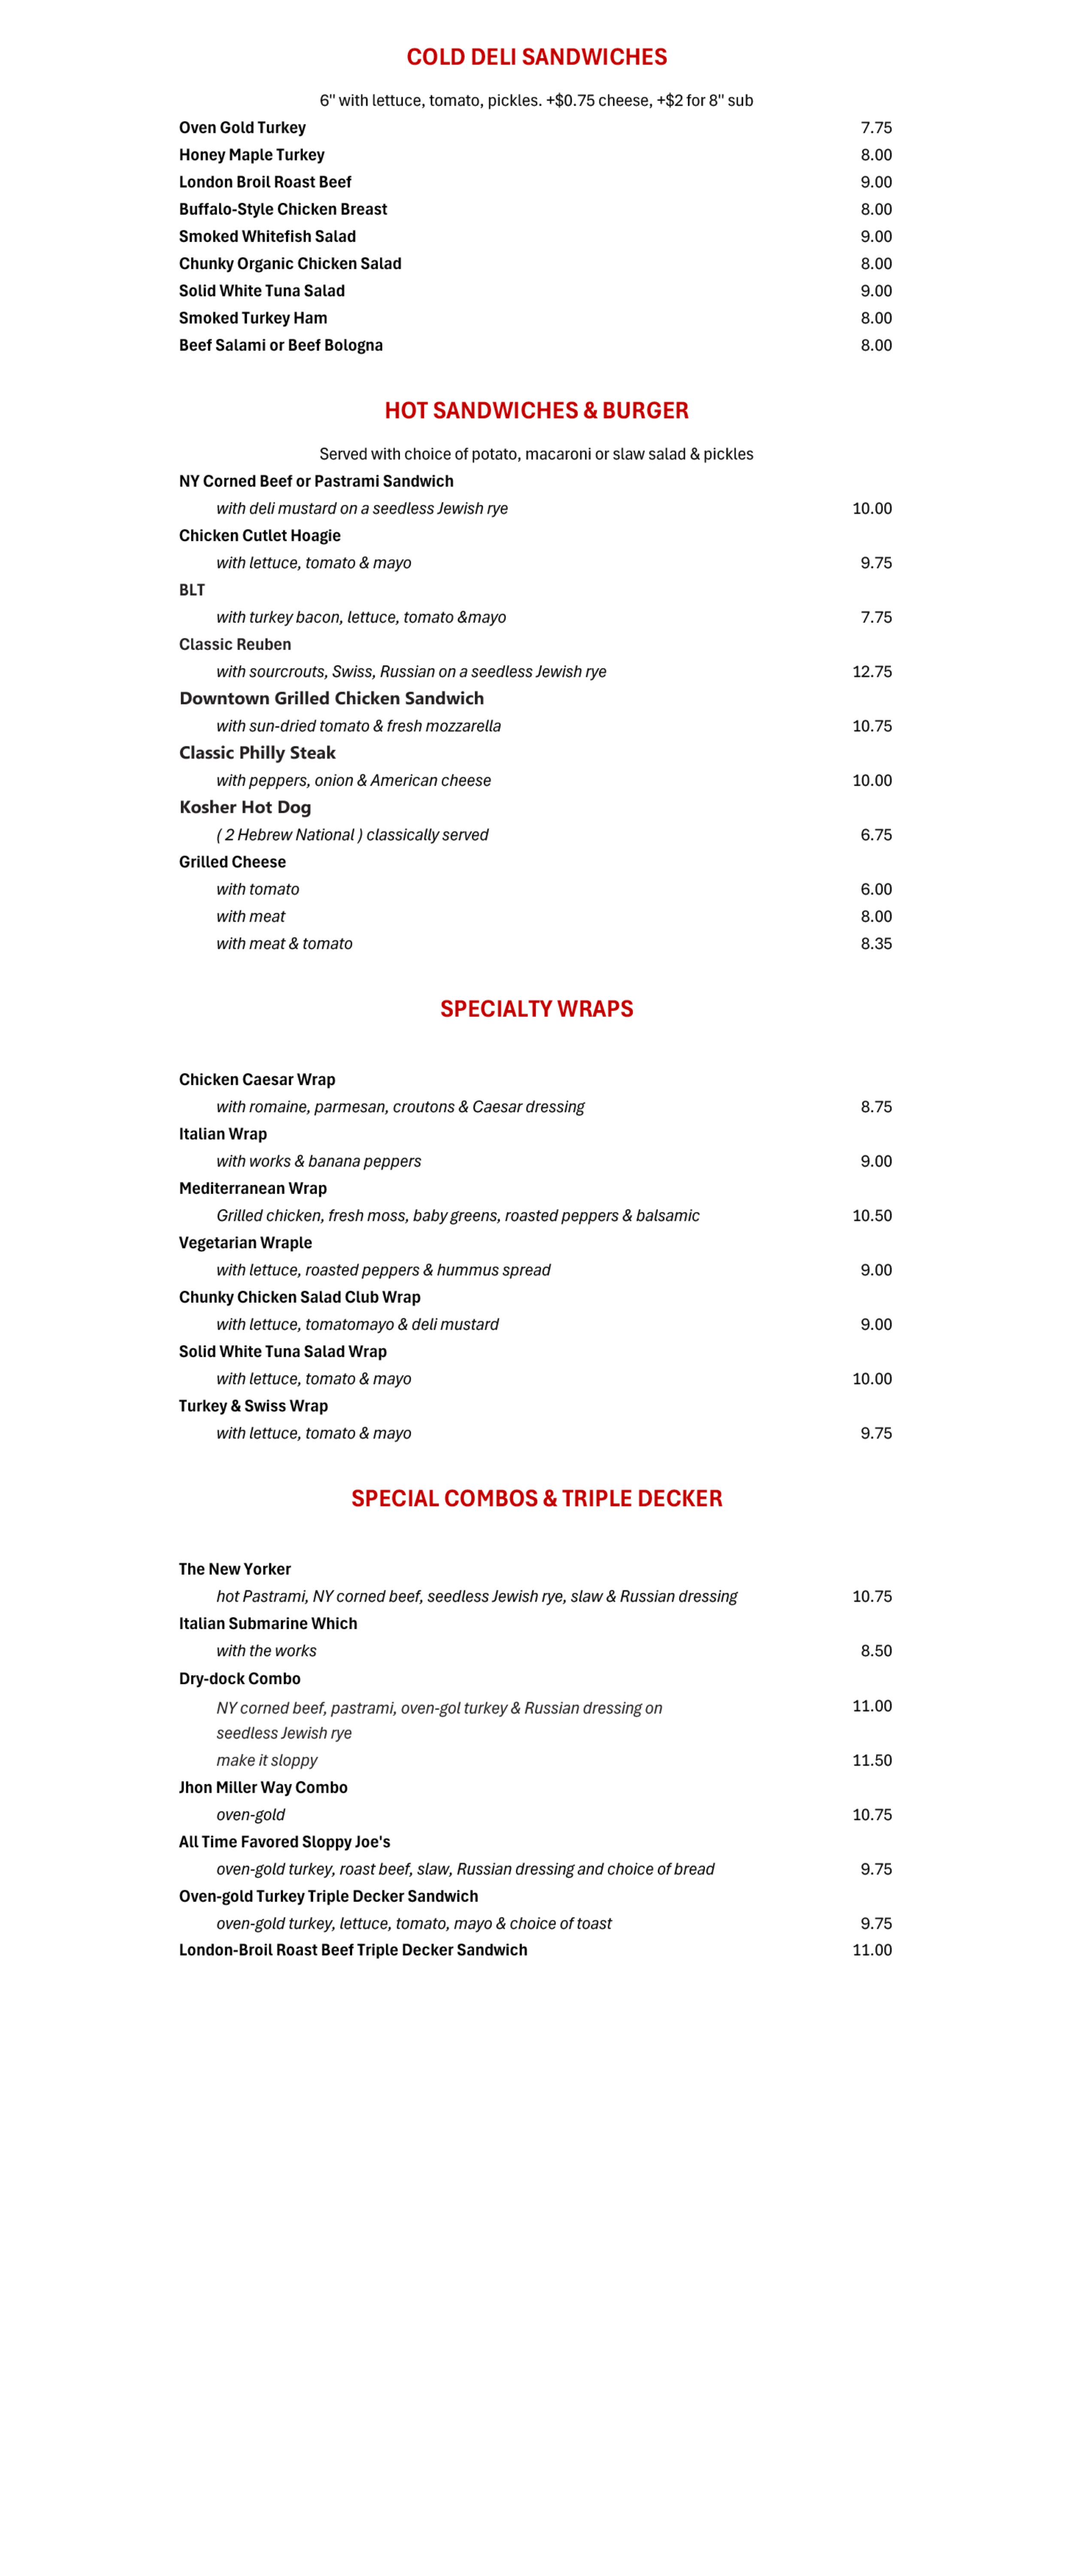 COLD DELI SANDWICHES
6" with lettuce, tomato, pickles. +$0.75 cheese, +$2 for 8" sub
Oven Gold Turkey 7.75
Honey Maple Turkey 8.00
London Broil Roast Beef 9.00
Buffalo-Style Chicken Breast 8.00
Smoked Whitefish Salad 9.00
Chunky Organic Chicken Salad 8.00
Solid White Tuna Salad 9.00
Smoked Turkey Ham 8.00
Beef Salami or Beef Bologna 8.00
HOT SANDWICHES & BURGER
Served with choice of potato, macaroni or slaw salad & pickles
NY Corned Beef or Pastrami Sandwich
with deli mustard on a seedless Jewish rye 10.00
Chicken Cutlet Hoagie
with lettuce, tomato & mayo 9.75
BLT
with turkey bacon, lettuce, tomato &mayo 7.75
Classic Reuben
with sourcrouts, Swiss, Russian on a seedless Jewish rye 12.75
Downtown Grilled Chicken Sandwich
with sun-dried tomato & fresh mozzarella 10.75
Classic Philly Steak
with peppers, onion & American cheese 10.00
Kosher Hot Dog
( 2 Hebrew National ) classically served 6.75
Grilled Cheese
with tomato 6.00
with meat 8.00
with meat & tomato 8.35
SPECIALTY WRAPS
Chicken Caesar Wrap
with romaine, parmesan, croutons & Caesar dressing 8.75
Italian Wrap
with works & banana peppers 9.00
Mediterranean Wrap
Grilled chicken, fresh moss, baby greens, roasted peppers & balsamic 10.50
Vegetarian Wraple
with lettuce, roasted peppers & hummus spread 9.00
Chunky Chicken Salad Club Wrap
with lettuce, tomatomayo & deli mustard 9.00
Solid White Tuna Salad Wrap
with lettuce, tomato & mayo 10.00
Turkey & Swiss Wrap
with lettuce, tomato & mayo 9.75
SPECIAL COMBOS & TRIPLE DECKER
The New Yorker
hot Pastrami, NY corned beef, seedless Jewish rye, slaw & Russian dressing 10.75
Italian Submarine Which
with the works 8.50
Dry-dock Combo
NY corned beef, pastrami, oven-gol turkey & Russian dressing on 11.00
seedless Jewish rye
make it sloppy 11.50
Jhon Miller Way Combo
oven-gold 10.75
All Time Favored Sloppy Joe's
oven-gold turkey, roast beef, slaw, Russian dressing and choice of bread 9.75
Oven-gold Turkey Triple Decker Sandwich
oven-gold turkey, lettuce, tomato, mayo & choice of toast 9.75
London-Broil Roast Beef Triple Decker Sandwich 11.00